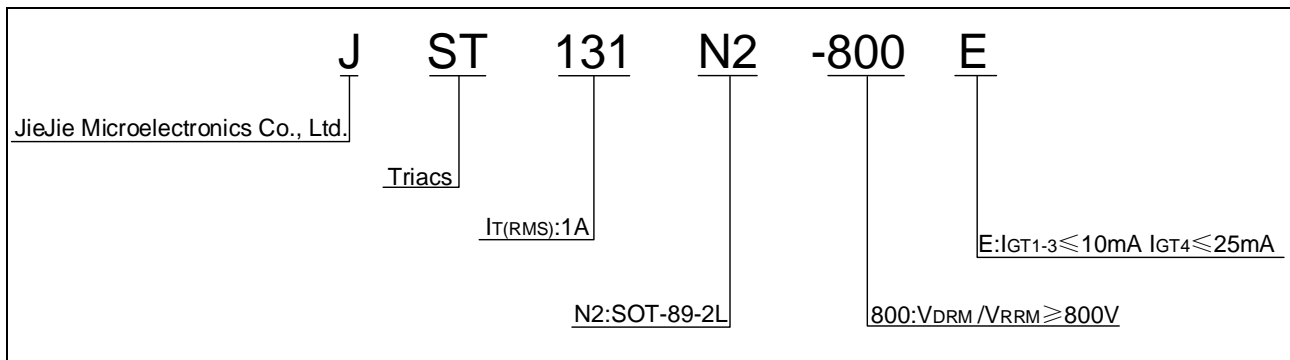 J ST 131 N2 -800 E
JieJie Microelectronics Co., Ltd.
Triacs
IT(RMS):1A
E:IGT1-3≤10mA IGT4≤25mA
N2:SOT-89-2L
800:VDRM /VRRM≥800V